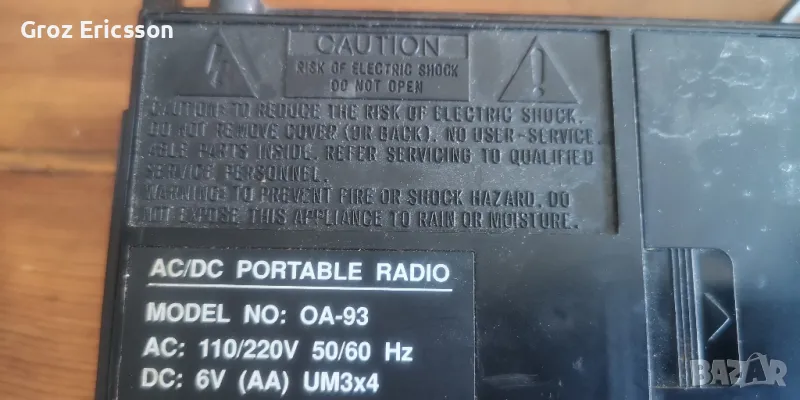 Groz Ericsson
CAUTION
RISK OF ELECTRIC SHOCK
DO NOT OPEN
CAUTION: TO REDUCE THE RISK OF ELECTRIC SHOCK.
DO NOT REMOVE COVER (OR BACK). NO USER-SERVICE.
ABLE PARTS INSIDE. REFER SERVICING TO QUALIFIED
SERVICE PERSONNEL.
WARNING: TO PREVENT FIRE OR SHOCK HAZARD. DO
NOT EXPOSE THIS APPLIANCE TO RAIN OR MOISTURE.
AC/DC PORTABLE RADIO
MODEL NO: OA-93
AC: 110/220V 50/60 Hz
DC: 6V (AA) UM3x4
BAZAR